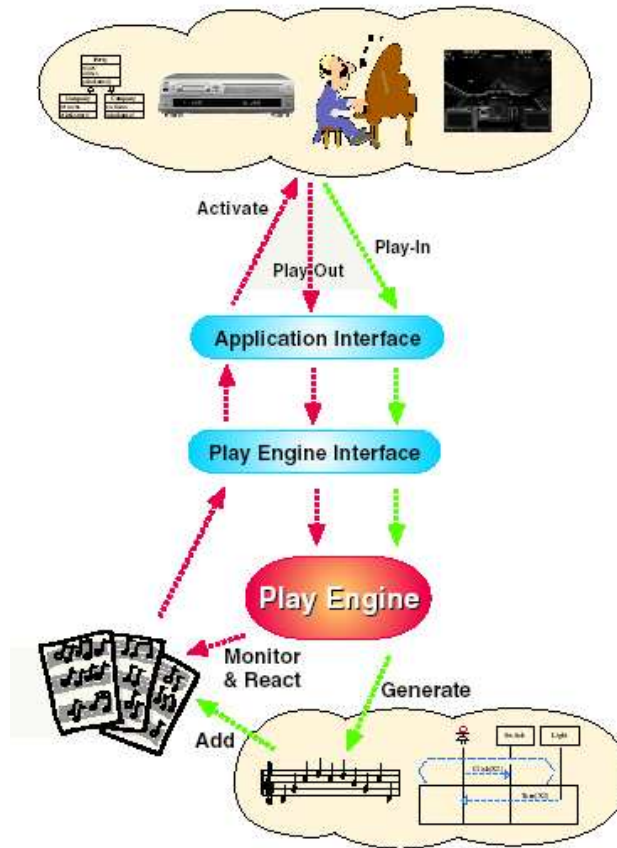 Activate
Play-In
Play Out
Application Interface
Play Engine Interface
Play Engine
Monitor
& React
Generate
Add
Switch
Light